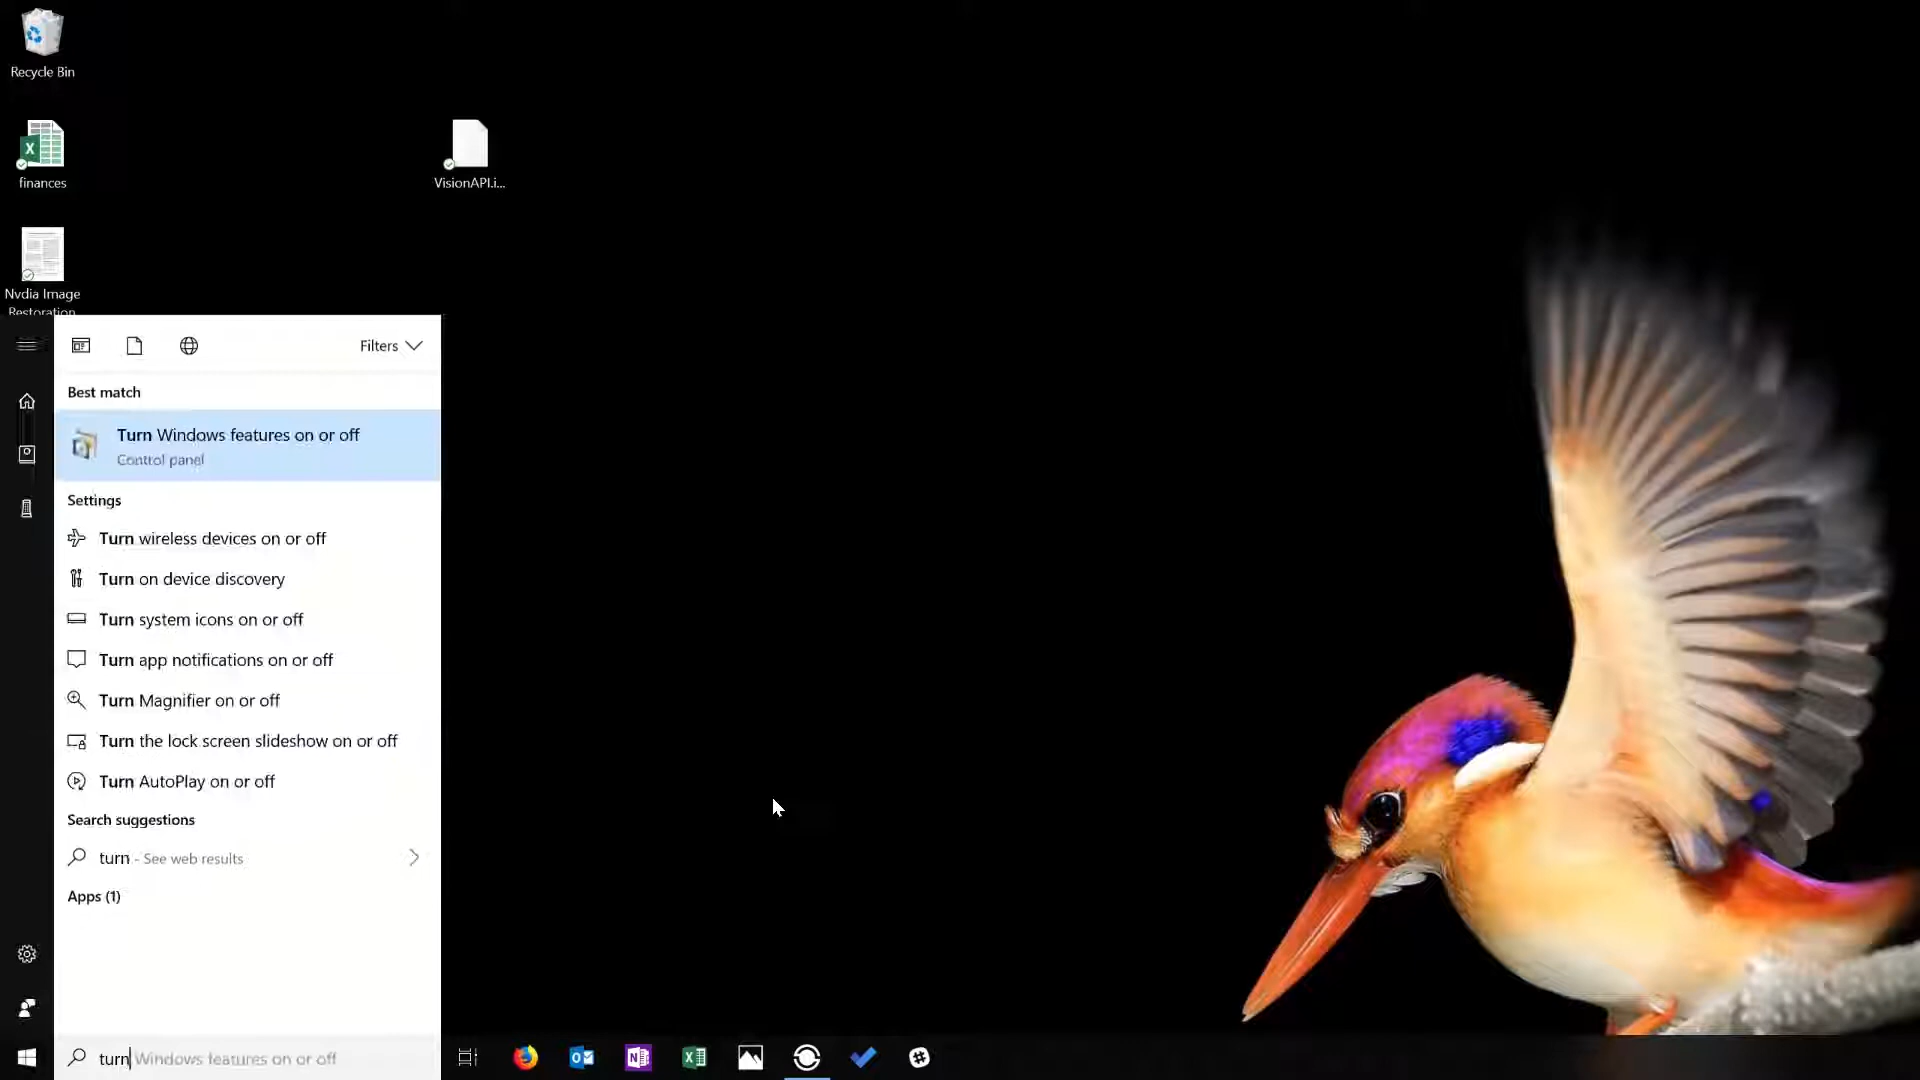 Recycle Bin
finances
VisionAPI.i...
Nvdia Image
Restoration
Filters
Best match
Turn Windows features on or off
Control panel
Settings
Turn wireless devices on or off
Turn on device discovery
Turn system icons on or off
Turn app notifications on or off
Turn Magnifier on or off
Turn the lock screen slideshow on or off
Turn AutoPlay on or off
Search suggestions
turn - See web results
Apps (1)
turn Windows features on or off